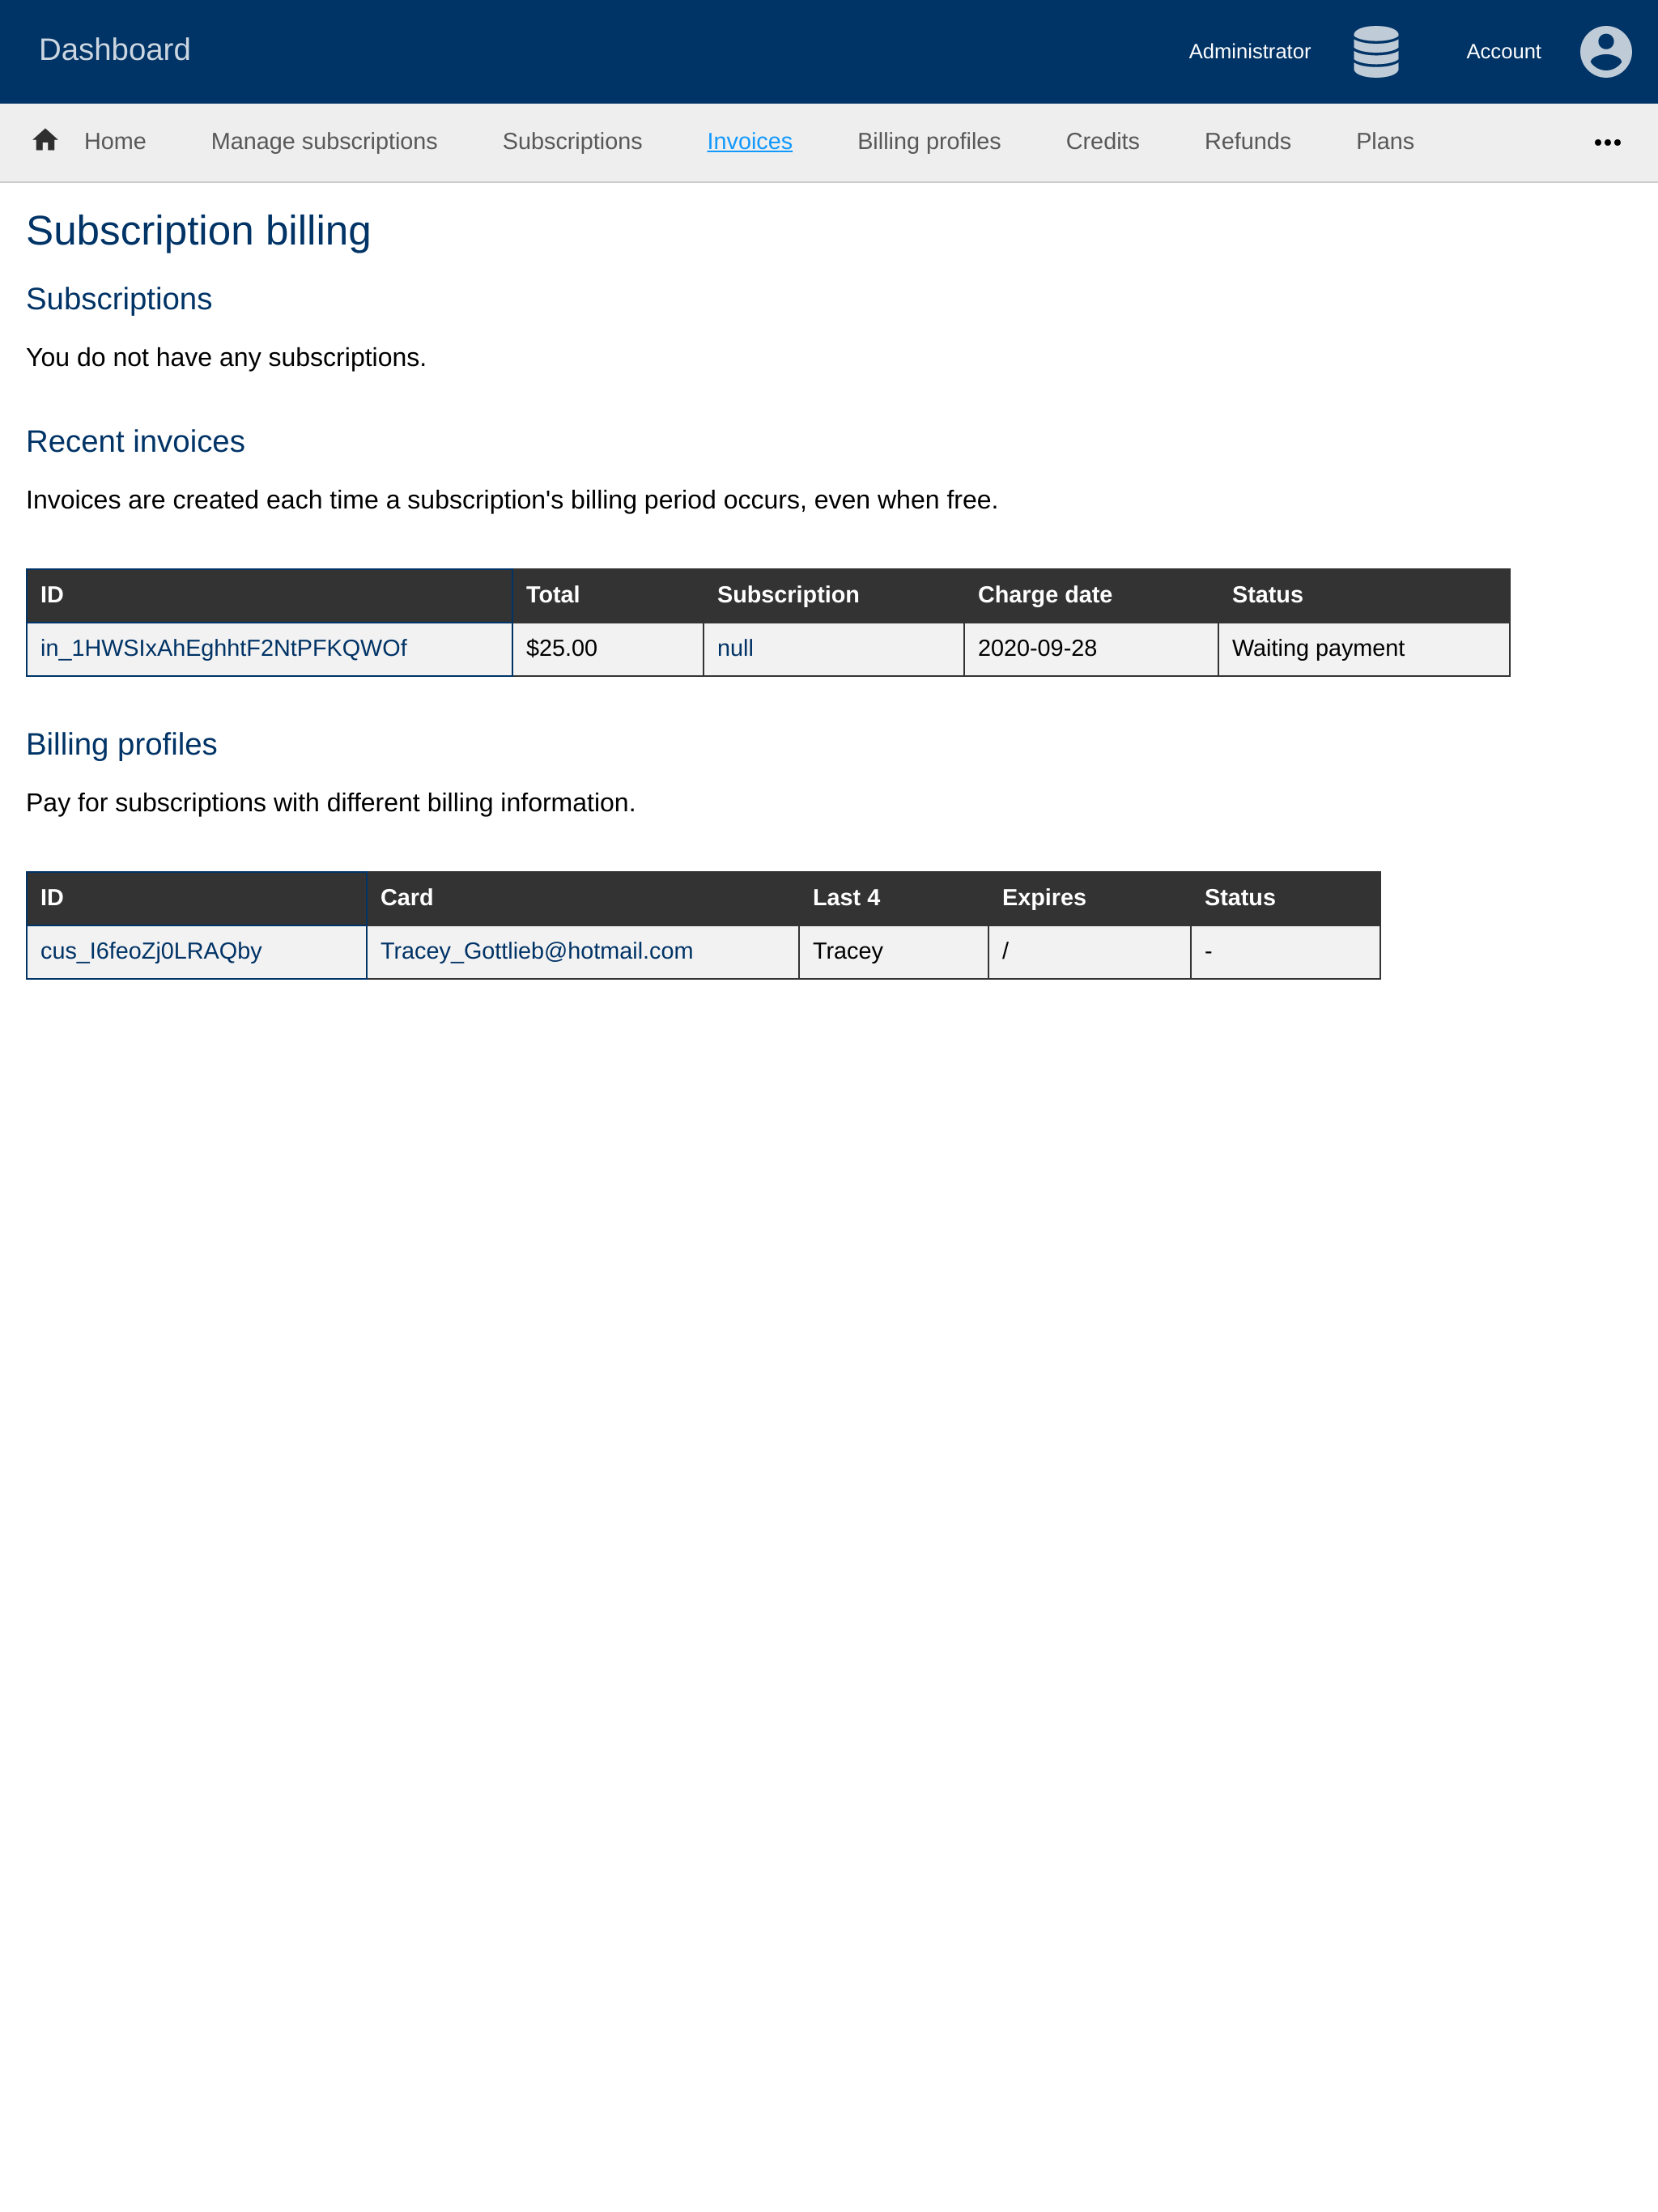 Dashboard Administrator Account
Home Manage subscriptions Subscriptions Invoices Billing profiles Credits Refunds Plans •••
Subscription billing
Subscriptions
You do not have any subscriptions.
Recent invoices
Invoices are created each time a subscription's billing period occurs, even when free.
ID Total Subscription Charge date Status
in_1HWSIxAhEghhtF2NtPFKQWOf $25.00 null 2020-09-28 Waiting payment
Billing profiles
Pay for subscriptions with different billing information.
ID Card Last 4 Expires Status
cus_I6feoZj0LRAQby Tracey_Gottlieb@hotmail.com Tracey / -